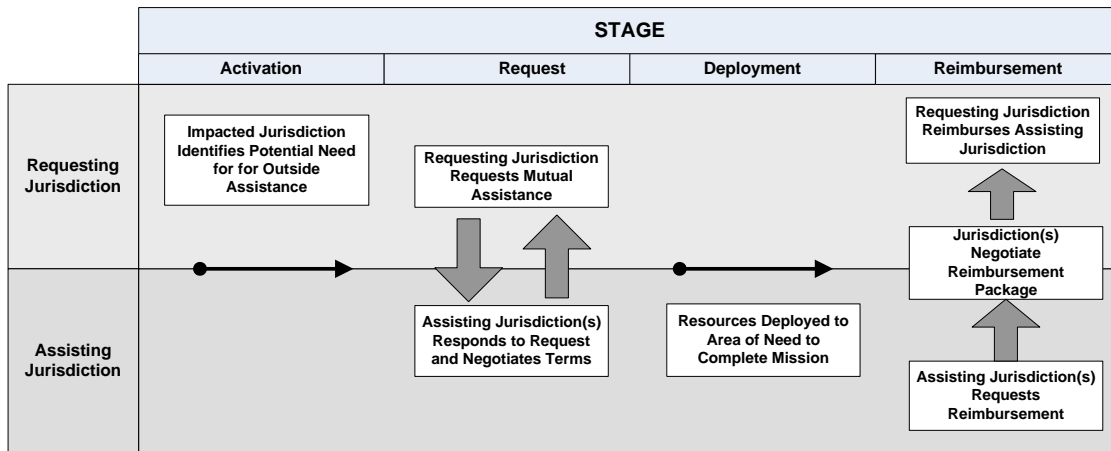 STAGE
Activation
Request
Deployment
Reimbursement
Requesting
Jurisdiction
Impacted Jurisdiction
Identifies Potential Need
for for Outside
Assistance
Requesting Jurisdiction
Requests Mutual
Assistance
Requesting Jurisdiction
Reimburses Assisting
Jurisdiction
Jurisdiction(s)
Negotiate
Reimbursement
Package
Assisting
Jurisdiction
Assisting Jurisdiction(s)
Responds to Request
and Negotiates Terms
Resources Deployed to
Area of Need to
Complete Mission
Assisting Jurisdiction(s)
Requests
Reimbursement